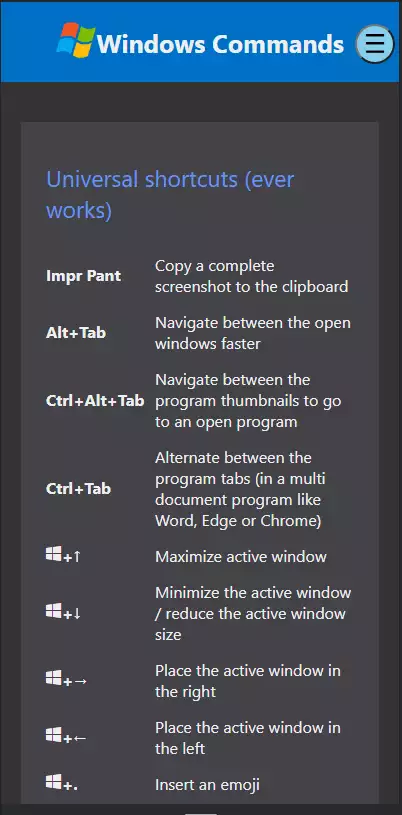 Windows Commands
Universal shortcuts (ever
works)
Impr Pant
Copy a complete
screenshot to the clipboard
Alt+Tab
Navigate between the open
windows faster
Ctrl+Alt+Tab
Navigate between the
program thumbnails to go
to an open program
Ctrl+Tab
Alternate between the
program tabs (in a multi
document program like
Word, Edge or Chrome)
+↑
Maximize active window
+↓
Minimize the active window
/ reduce the active window
size
+→
Place the active window in
the right
+←
Place the active window in
the left
+.
Insert an emoji